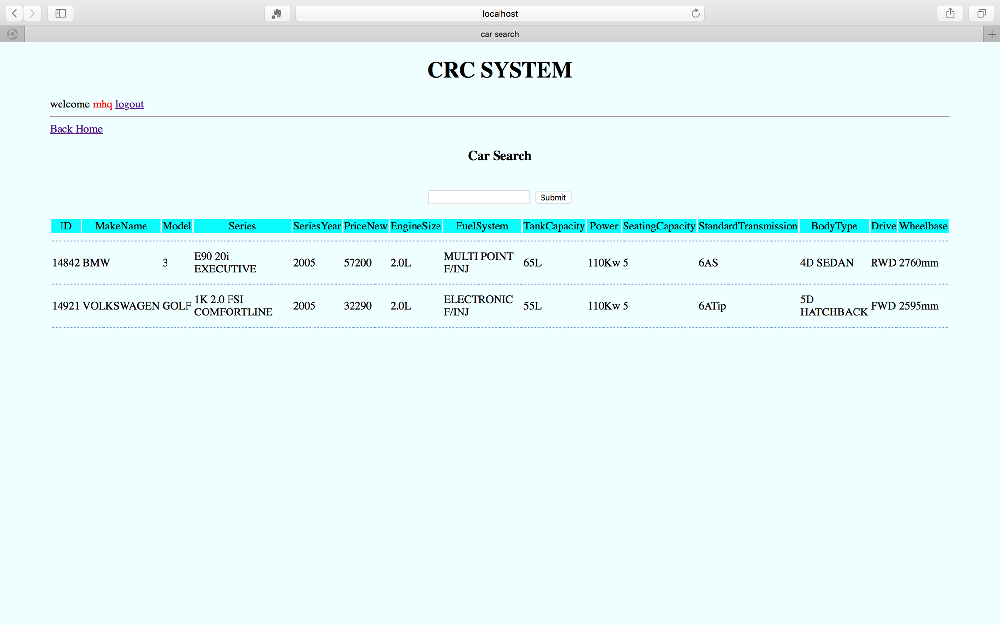 localhost
car search
CRC SYSTEM
welcome mhq logout
Back Home
Car Search
Submit
ID MakeName Model Series SeriesYear PriceNew EngineSize FuelSystem TankCapacity Power SeatingCapacity StandardTransmission BodyType Drive Wheelbase
14842 BMW 3 E90 20i EXECUTIVE 2005 57200 2.0L MULTI POINT F/INJ 65L 110Kw 5 6AS 4D SEDAN RWD 2760mm
14921 VOLKSWAGEN GOLF 1K 2.0 FSI COMFORTLINE 2005 32290 2.0L ELECTRONIC F/INJ 55L 110Kw 5 6ATip 5D HATCHBACK FWD 2595mm